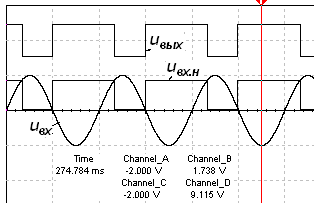 uвых
uвх.н
uвх
Time Channel_A Channel_B
274.784 ms -2.000 V 1.738 V
Channel_C Channel_D
-2.000 V 9.115 V